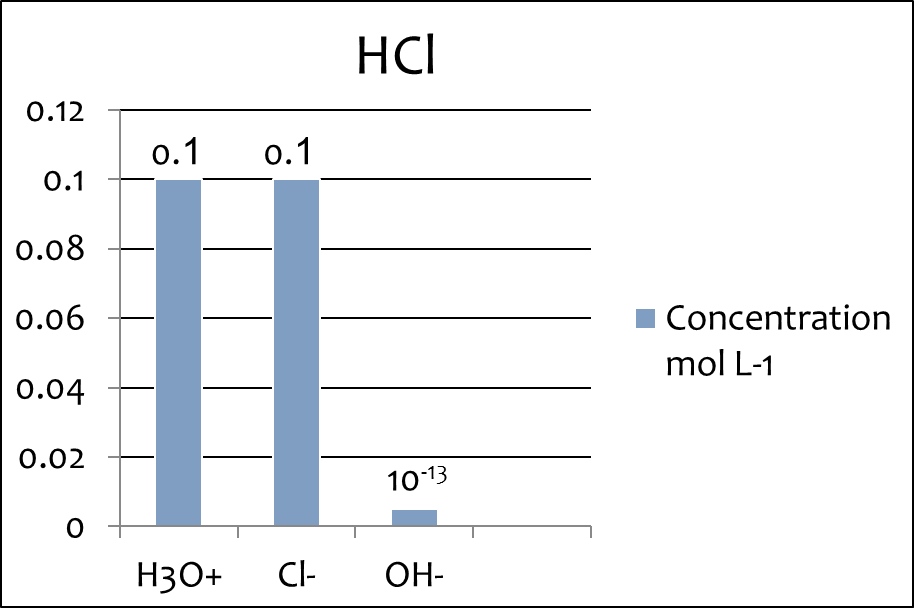 HCl
0.12
0.1
0.08
0.06
0.04
0.02
0
0.1
0.1
10⁻¹³
H3O+
Cl-
OH-
Concentration
mol L-1